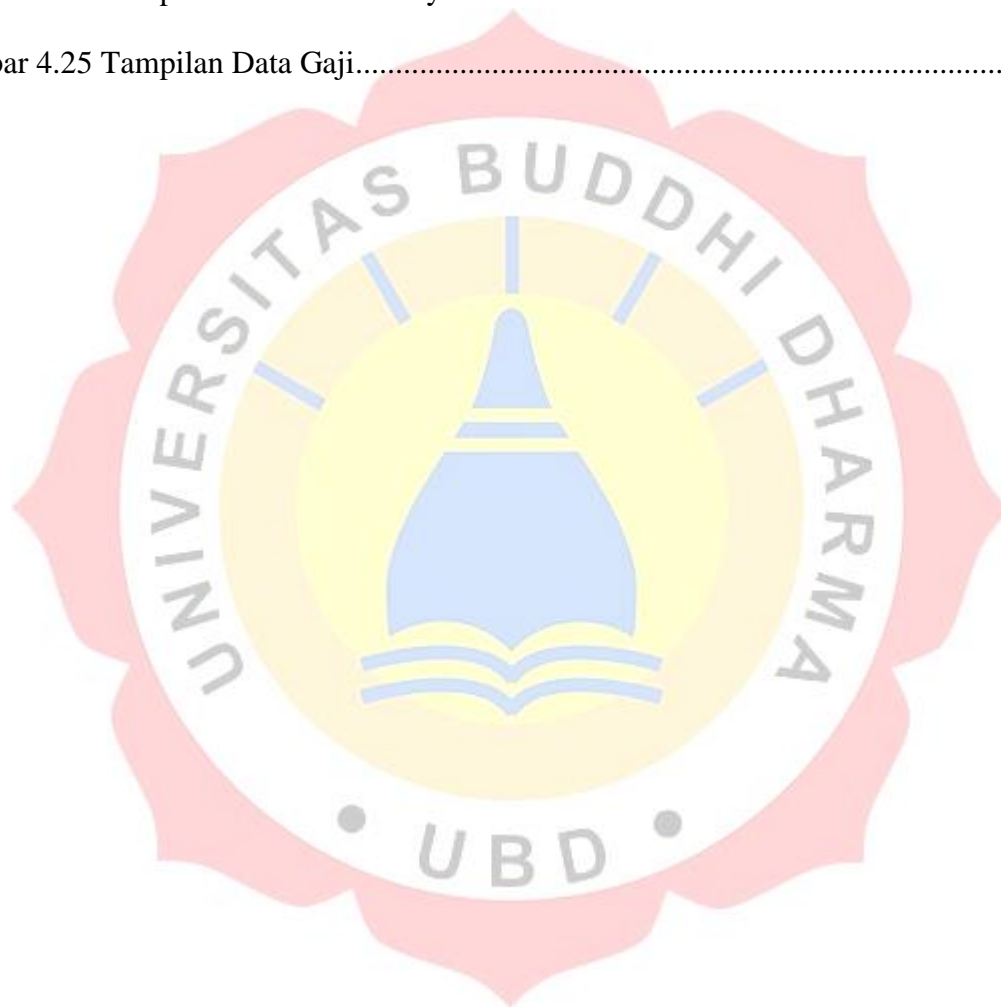 bar 4.25 Tampilan Data Gaji................................................................................
UNIVERSITAS BUDDHI DHARMA
• UBD •